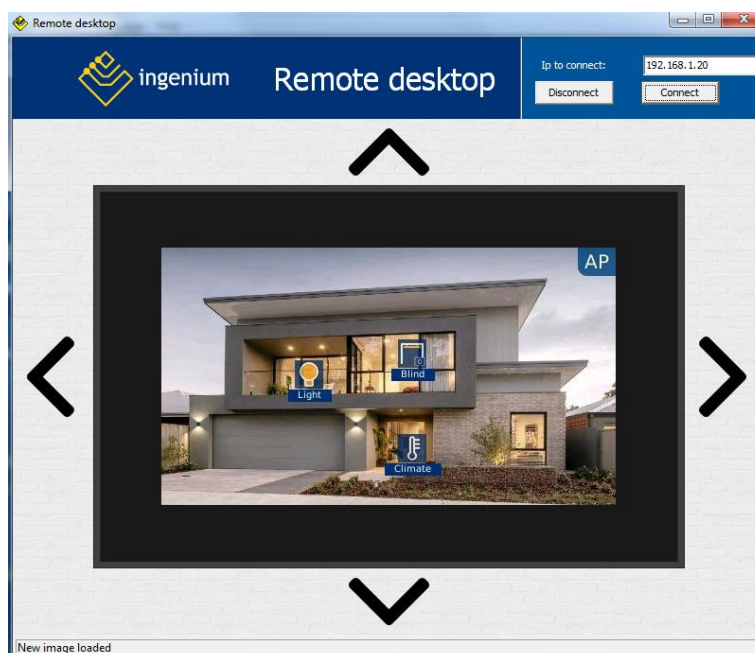 Remote desktop
ingenium
Remote desktop
Ip to connect:
192.168.1.20
Disconnect
Connect
AP
Blind
Light
Climate
New image loaded